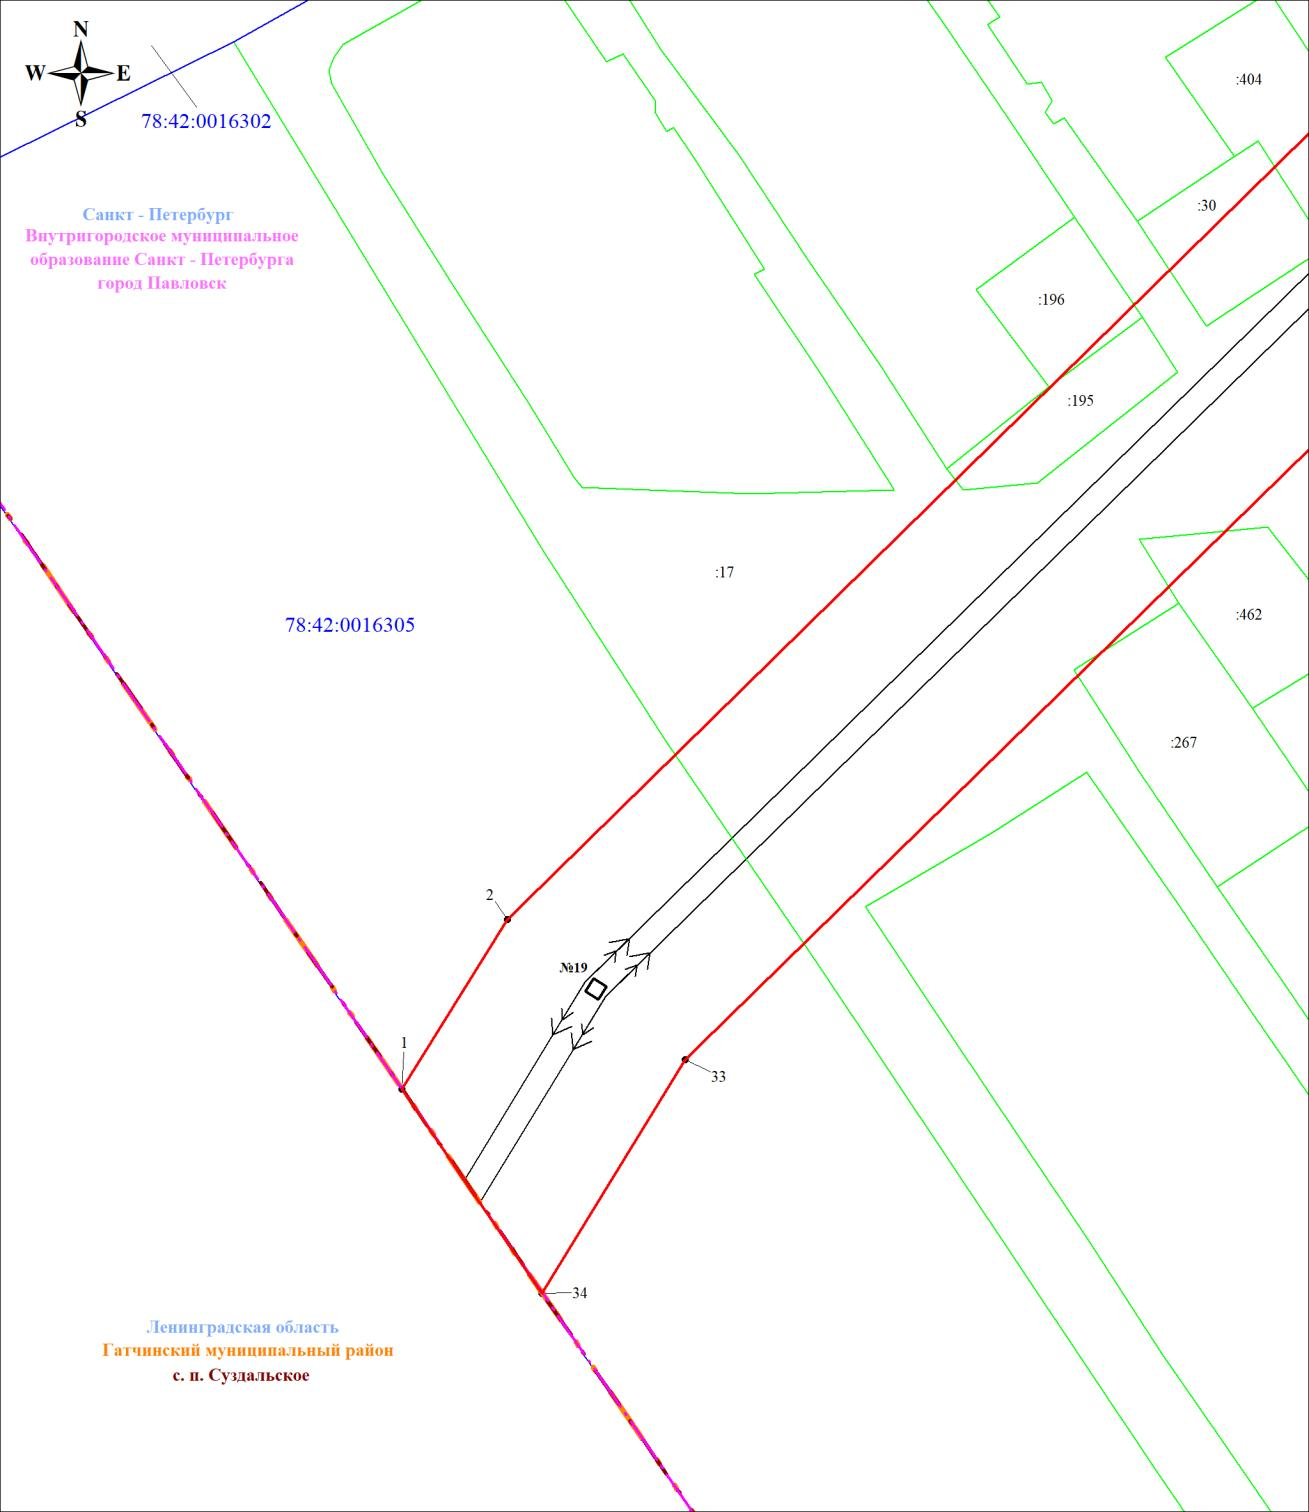 N
W E
S
78:42:0016302
Санкт - Петербург
Внутригородское муниципальное
образование Санкт - Петербурга
город Павловск
:404
:30
:196
:195
:17
78:42:0016305
:462
:267
2
№19
1
33
34
Ленинградская область
Гатчинский муниципальный район
с. п. Суздальское